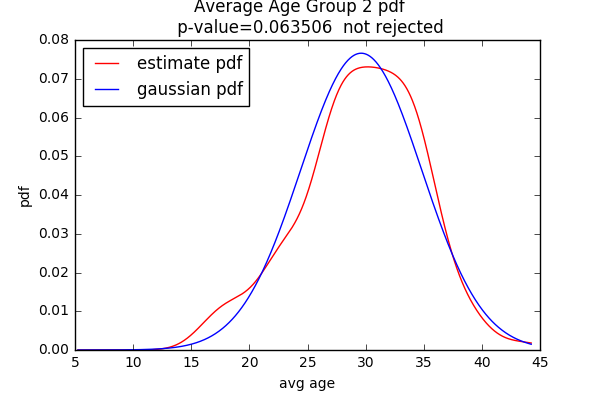 Average Age Group 2 pdf
p-value=0.063506  not rejected
estimate pdf
gaussian pdf
0.08
0.07
0.06
0.05
0.04
0.03
0.02
0.01
0.00
pdf
5 10 15 20 25 30 35 40 45
avg age